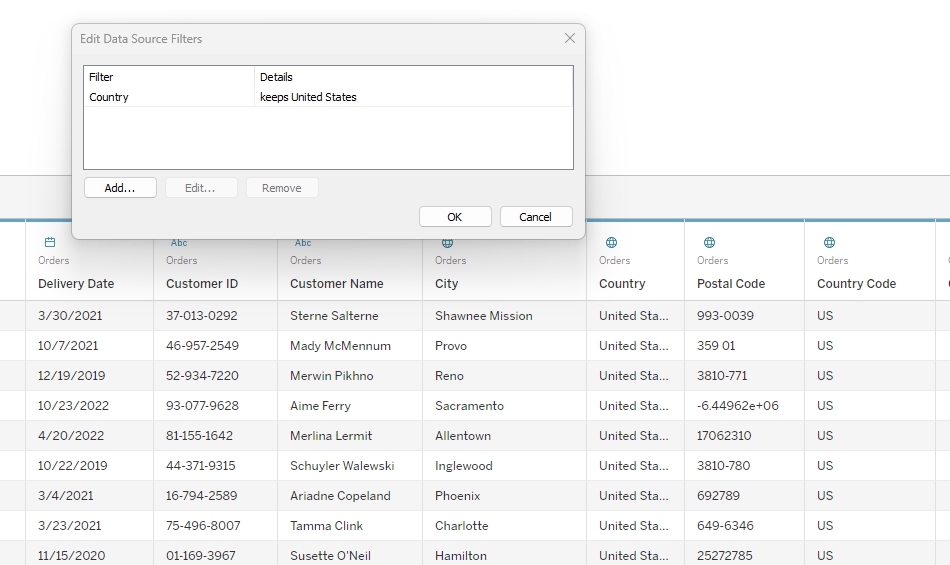 Edit Data Source Filters
Filter Details
Country keeps United States
Add... Edit... Remove
OK Cancel
Abc Abc
Orders Orders Orders Orders Orders Orders Orders
Delivery Date Customer ID Customer Name City Country Postal Code Country Code
3/30/2021 37-013-0292 Sterne Salterne Shawnee Mission United Sta... 993-0039 US
10/7/2021 46-957-2549 Mady McMennum Provo United Sta... 359 01 US
12/19/2019 52-934-7220 Merwin Pikhno Reno United Sta... 3810-771 US
10/23/2022 93-077-9628 Aime Ferry Sacramento United Sta... -6.44962e+06 US
4/20/2022 81-155-1642 Merlina Lermit Allentown United Sta... 17062310 US
10/22/2019 44-371-9315 Schuyler Walewski Inglewood United Sta... 3810-780 US
3/4/2021 16-794-2589 Ariadne Copeland Phoenix United Sta... 692789 US
3/23/2021 75-496-8007 Tamma Clink Charlotte United Sta... 649-6346 US
11/15/2020 01-169-3967 Susette O'Neil Hamilton United Sta... 25272785 US